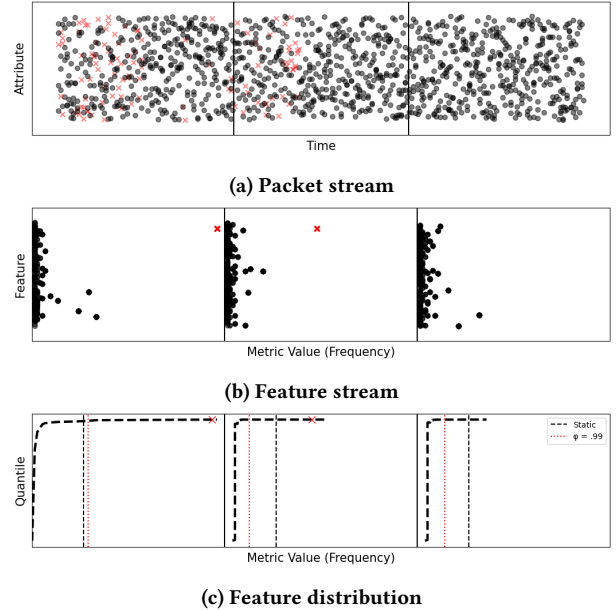 Attribute
Time
(a) Packet stream
Feature
Metric Value (Frequency)
(b) Feature stream
Quantile
Static
φ = .99
Metric Value (Frequency)
(c) Feature distribution